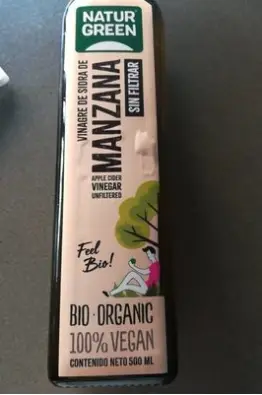 NATUR
GREEN
VINAGRE DE SIDRA DE
MANZANA
SIN FILTRAR
APPLE CIDER
VINEGAR
UNFILTERED
Feel
Bio!
BIO · ORGANIC
100% VEGAN
CONTENIDO NETO 500 ML